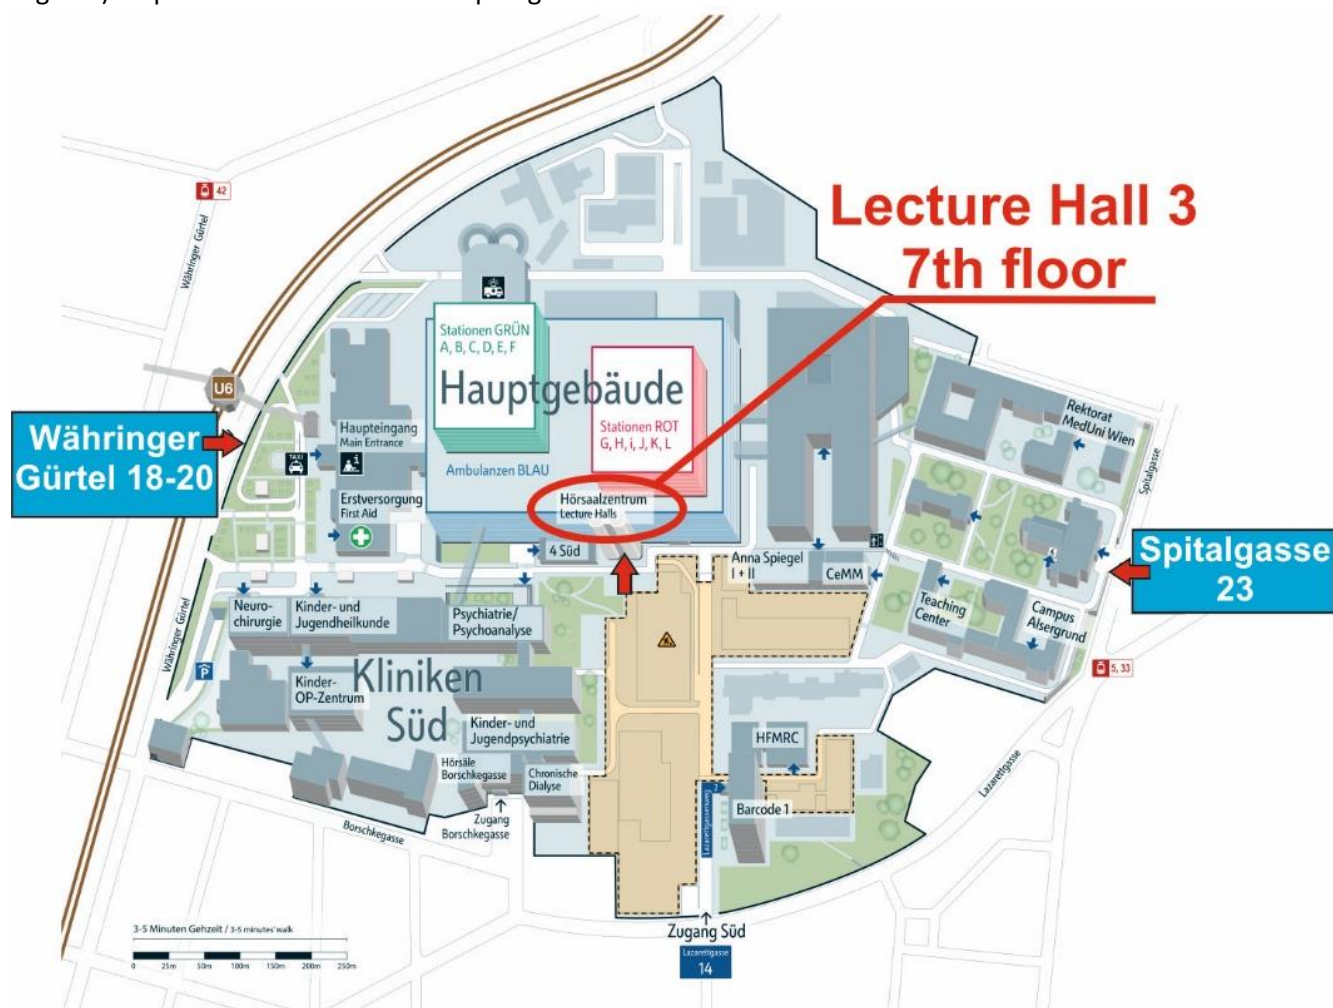 42
Währinger Gürtel
Lecture Hall 3
7th floor
Stationen GRÜN
A, B, C, D, E, F
Hauptgebäude
Stationen ROT
G, H, i, J, K, L
Ambulanzen BLAU
U6
Währinger
Gürtel 18-20
Haupteingang
Main Entrance
TAXI
i
Erstversorgung
First Aid
Hörsaalzentrum
Lecture Halls
4 Süd
Rektorat
MedUni Wien
Spitalgasse
Spitalgasse
23
Anna Spiegel
I + II
CeMM
Teaching
Center
Campus
Alsergrund
5, 33
Neuro-
chirurgie
Kinder- und
Jugendheilkunde
Psychiatrie/
Psychoanalyse
Währinger Gürtel
P
Kinder-
OP-Zentrum
Kliniken
Süd
Kinder- und
Jugendpsychiatrie
Hörsäle
Borschkegasse
Chronische
Dialyse
Zugang
Borschkegasse
Borschkegasse
HFMRC
Barcode 1
Lazarettgassenweg
Lazarettgasse
Zugang Süd
Lazarettgasse
14
3-5 Minuten Gehzeit / 3-5 minutes' walk
0 25m 50m 100m 150m 200m 250m